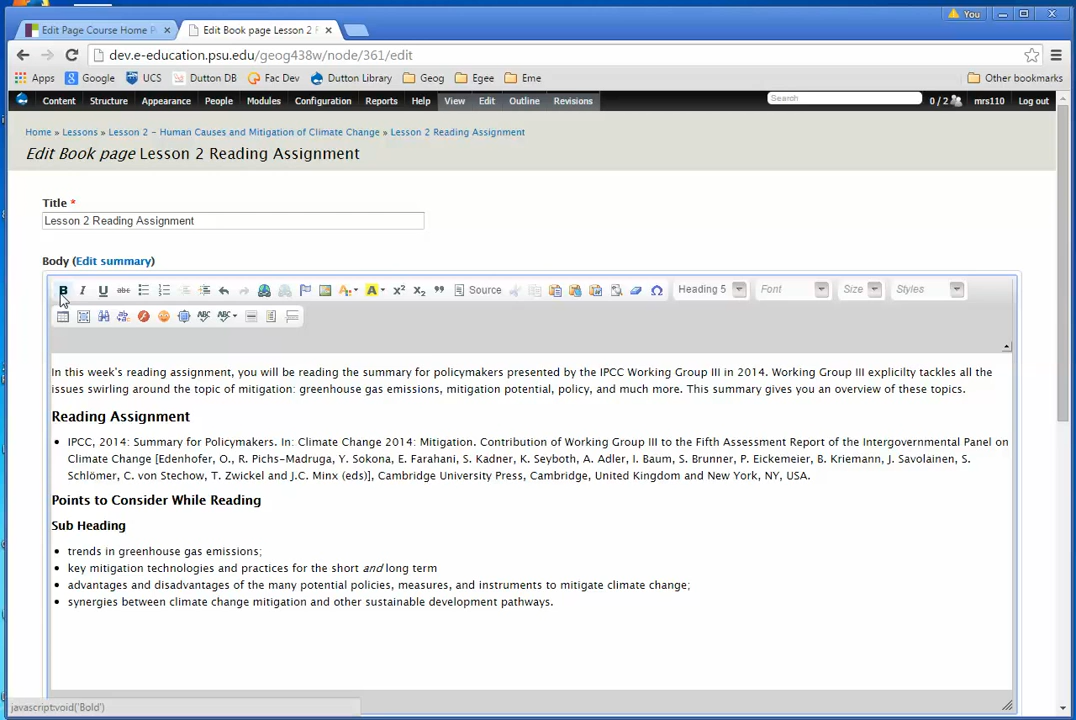 You
Edit Page Course Home P
Edit Book page Lesson 2 F
dev.e-education.psu.edu/geog438w/node/361/edit
Apps Google UCS Dutton DB Fac Dev Dutton Library Geog Egee Eme Other bookmarks
Content Structure Appearance People Modules Configuration Reports Help View Edit Outline Revisions Search 0 / 2 mrs110 Log out
Home » Lessons » Lesson 2 - Human Causes and Mitigation of Climate Change » Lesson 2 Reading Assignment
Edit Book page Lesson 2 Reading Assignment
Title *
Lesson 2 Reading Assignment
Body (Edit summary)
B I U abc Source Heading 5 Font Size Styles
ABC ABC
In this week's reading assignment, you will be reading the summary for policymakers presented by the IPCC Working Group III in 2014. Working Group III explicilty tackles all the
issues swirling around the topic of mitigation: greenhouse gas emissions, mitigation potential, policy, and much more. This summary gives you an overview of these topics.
Reading Assignment
• IPCC, 2014: Summary for Policymakers. In: Climate Change 2014: Mitigation. Contribution of Working Group III to the Fifth Assessment Report of the Intergovernmental Panel on
Climate Change [Edenhofer, O., R. Pichs-Madruga, Y. Sokona, E. Farahani, S. Kadner, K. Seyboth, A. Adler, I. Baum, S. Brunner, P. Eickemeier, B. Kriemann, J. Savolainen, S.
Schlömer, C. von Stechow, T. Zwickel and J.C. Minx (eds)], Cambridge University Press, Cambridge, United Kingdom and New York, NY, USA.
Points to Consider While Reading
Sub Heading
• trends in greenhouse gas emissions;
• key mitigation technologies and practices for the short and long term
• advantages and disadvantages of the many potential policies, measures, and instruments to mitigate climate change;
• synergies between climate change mitigation and other sustainable development pathways.
javascript:void('Bold')